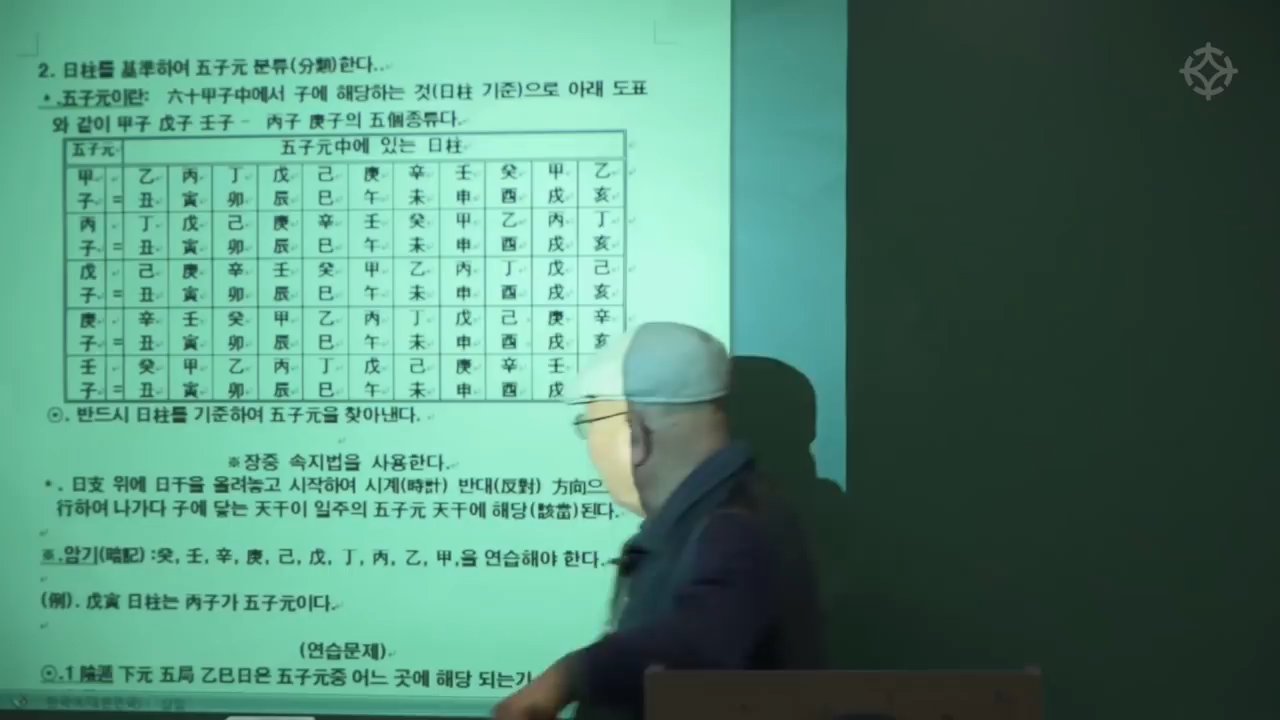 2. 日柱를 基準하여 五子元 분류(分類)한다..
* .五子元이란: 六十甲子中에서 子에 해당하는 것(日柱 기준)으로 아래 도표
와 같이 甲子 戊子 壬子 - 丙子 庚子의 五個종류다.
五子元 五子元中에 있는 日柱
甲 乙 丙 丁 戊 己 庚 辛 壬 癸 甲 乙
子 = 丑 寅 卯 辰 巳 午 未 申 酉 戌 亥
丙 丁 戊 己 庚 辛 壬 癸 甲 乙 丙 丁
子 = 丑 寅 卯 辰 巳 午 未 申 酉 戌 亥
戊 己 庚 辛 壬 癸 甲 乙 丙 丁 戊 己
子 = 丑 寅 卯 辰 巳 午 未 申 酉 戌 亥
庚 辛 壬 癸 甲 乙 丙 丁 戊 己 庚 辛
子 = 丑 寅 卯 辰 巳 午 未 申 酉 戌 亥
壬 癸 甲 乙 丙 丁 戊 己 庚 辛 壬
子 = 丑 寅 卯 辰 巳 午 未 申 酉 戌
⊙. 반드시 日柱를 기준하여 五子元을 찾아낸다.
※장중 속지법을 사용한다.
* . 日支 위에 日干을 올려놓고 시작하여 시계(時計) 반대(反對) 方向으
行하여 나가다 子에 닿는 天干이 일주의 五子元 天干에 해당(該當)된다.
※.암기(暗記) :癸, 壬, 辛, 庚, 己, 戊, 丁, 丙, 乙, 甲,을 연습해야 한다.
(例). 戊寅 日柱는 丙子가 五子元이다.
(연습문제)
⊙.1 陰遁 下元 五局 乙巳日은 五子元중 어느 곳에 해당 되는가